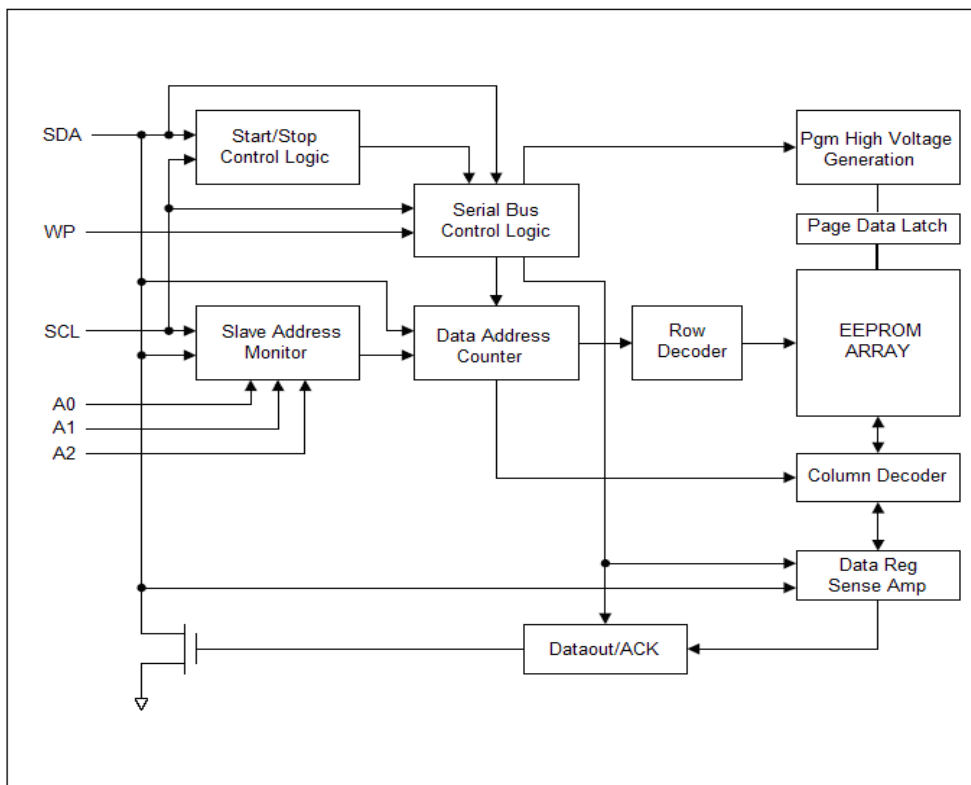 SDA
Start/Stop
Control Logic
Pgm High Voltage
Generation
WP
Serial Bus
Control Logic
Page Data Latch
SCL
Slave Address
Monitor
Data Address
Counter
Row
Decoder
EEPROM
ARRAY
A0
A1
A2
Column Decoder
Data Reg
Sense Amp
Dataout/ACK